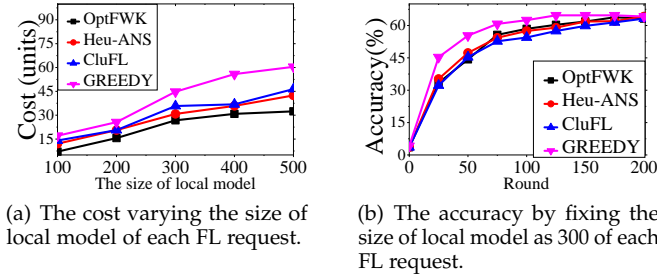 Cost (units)
90
75
60
45
30
15
OptFWK
Heu-ANS
CluFL
GREEDY
100 200 300 400 500
The size of local model
(a) The cost varying the size of
local model of each FL request.
Accuracy(%)
60
45
30
15
0
OptFWK
Heu-ANS
CluFL
GREEDY
0 50 100 150 200
Round
(b) The accuracy by fixing the
size of local model as 300 of each
FL request.